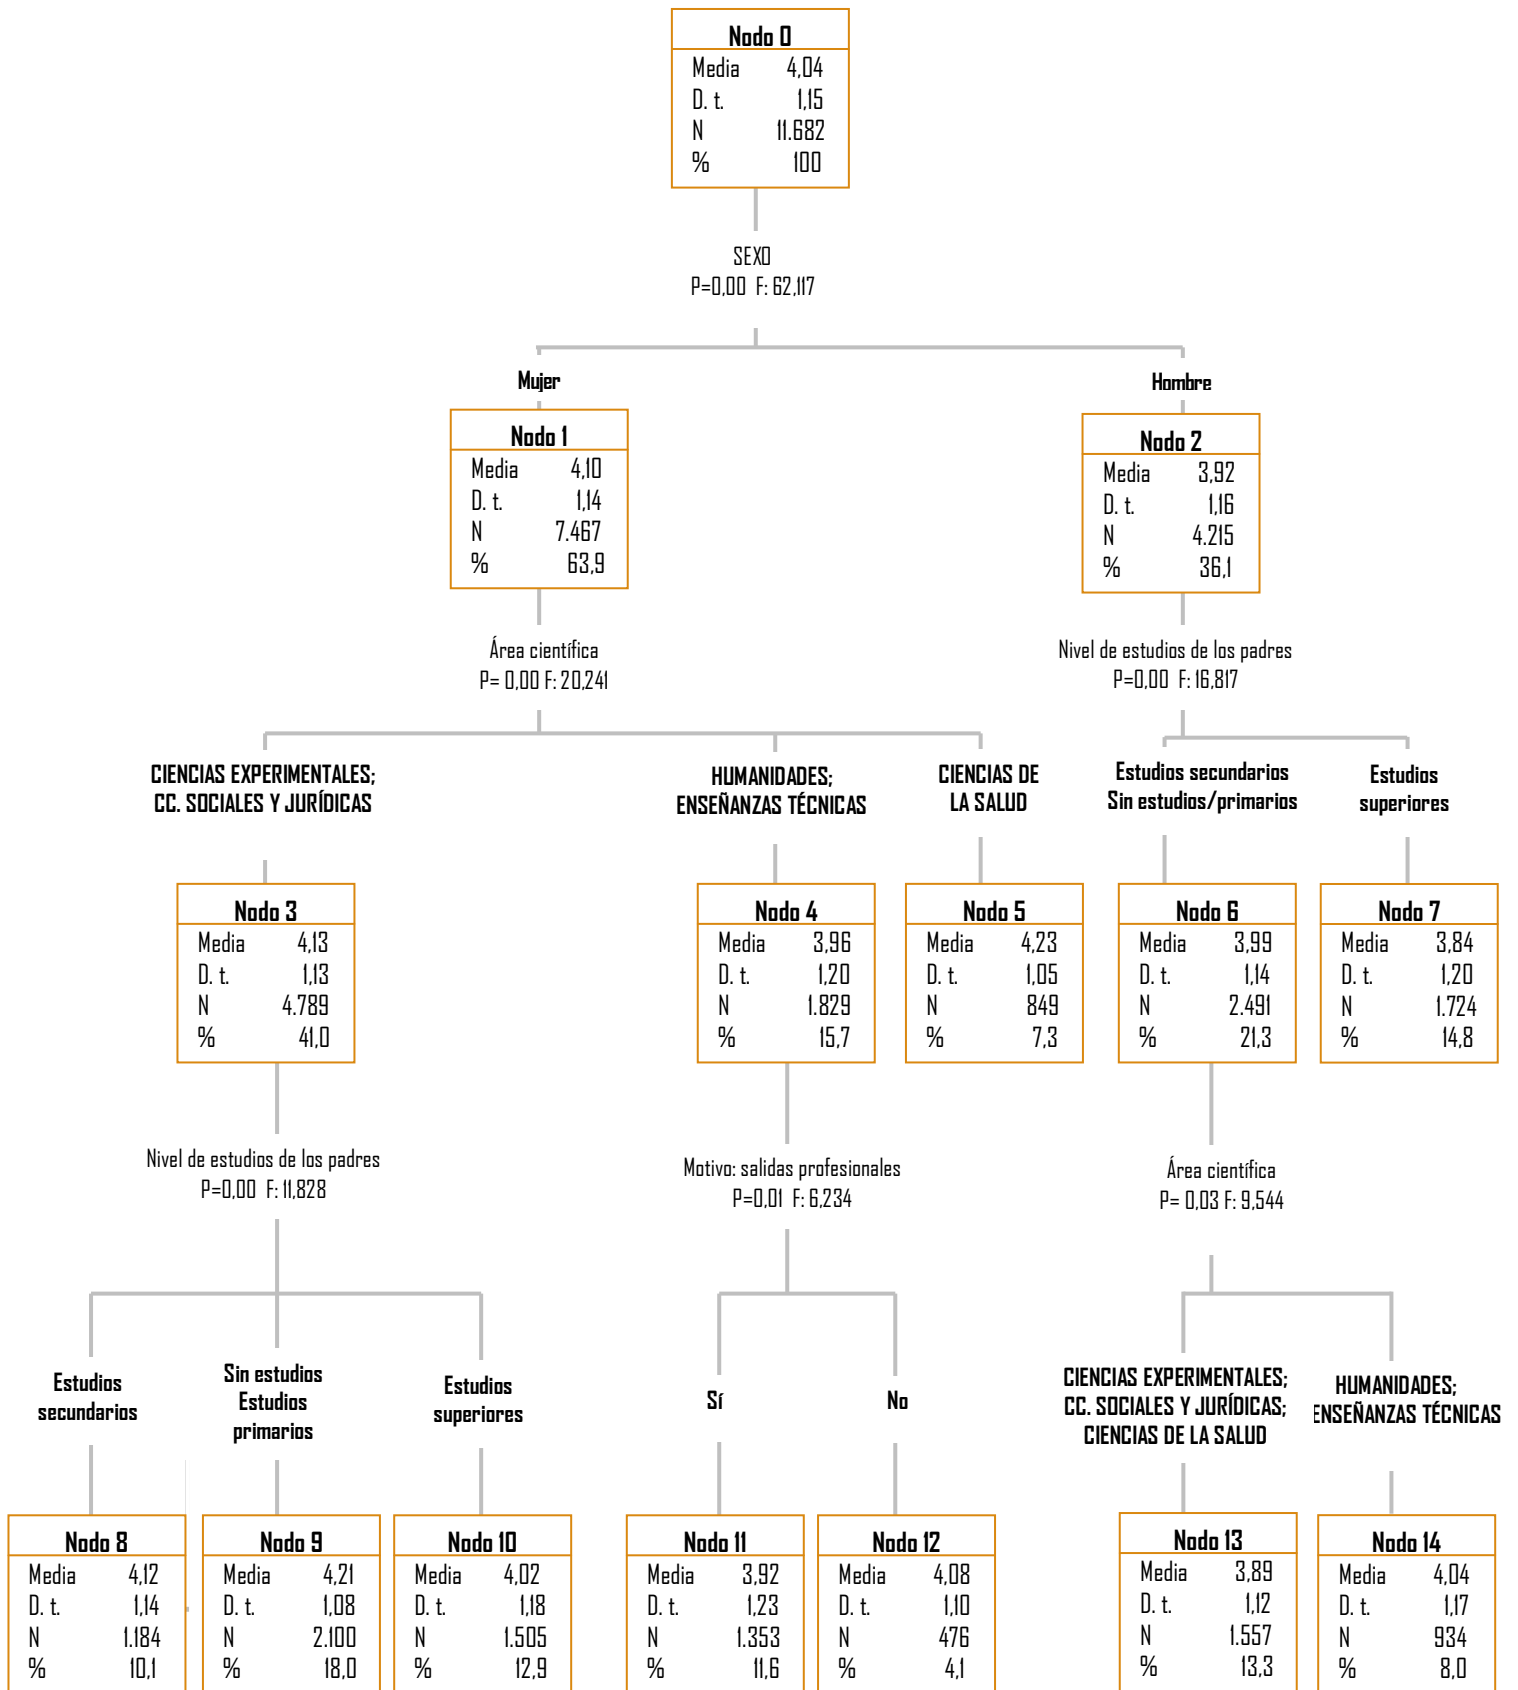 Nodo 0
Media 4,04
D. t. 1,15
N 11.682
% 100
SEXO
P=0,00 F: 62,117
Mujer
Hombre
Nodo 1
Media 4,10
D. t. 1,14
N 7.467
% 63,9
Nodo 2
Media 3,92
D. t. 1,16
N 4.215
% 36,1
Área científica
P= 0,00 F: 20,241
Nivel de estudios de los padres
P=0,00 F: 16,817
CIENCIAS EXPERIMENTALES;
CC. SOCIALES Y JURÍDICAS
HUMANIDADES;
ENSEÑANZAS TÉCNICAS
CIENCIAS DE
LA SALUD
Estudios secundarios
Sin estudios/primarios
Estudios
superiores
Nodo 3
Media 4,13
D. t. 1,13
N 4.789
% 41,0
Nodo 4
Media 3,96
D. t. 1,20
N 1.829
% 15,7
Nodo 5
Media 4,23
D. t. 1,05
N 849
% 7,3
Nodo 6
Media 3,99
D. t. 1,14
N 2.491
% 21,3
Nodo 7
Media 3,84
D. t. 1,20
N 1.724
% 14,8
Nivel de estudios de los padres
P=0,00 F: 11,828
Motivo: salidas profesionales
P=0,01 F: 6,234
Área científica
P= 0,03 F: 9,544
Estudios
secundarios
Sin estudios
Estudios
primarios
Estudios
superiores
Sí
No
CIENCIAS EXPERIMENTALES;
CC. SOCIALES Y JURÍDICAS;
CIENCIAS DE LA SALUD
HUMANIDADES;
ENSEÑANZAS TÉCNICAS
Nodo 8
Media 4,12
D. t. 1,14
N 1.184
% 10,1
Nodo 9
Media 4,21
D. t. 1,08
N 2.100
% 18,0
Nodo 10
Media 4,02
D. t. 1,18
N 1.505
% 12,9
Nodo 11
Media 3,92
D. t. 1,23
N 1.353
% 11,6
Nodo 12
Media 4,08
D. t. 1,10
N 476
% 4,1
Nodo 13
Media 3,89
D. t. 1,12
N 1.557
% 13,3
Nodo 14
Media 4,04
D. t. 1,17
N 934
% 8,0